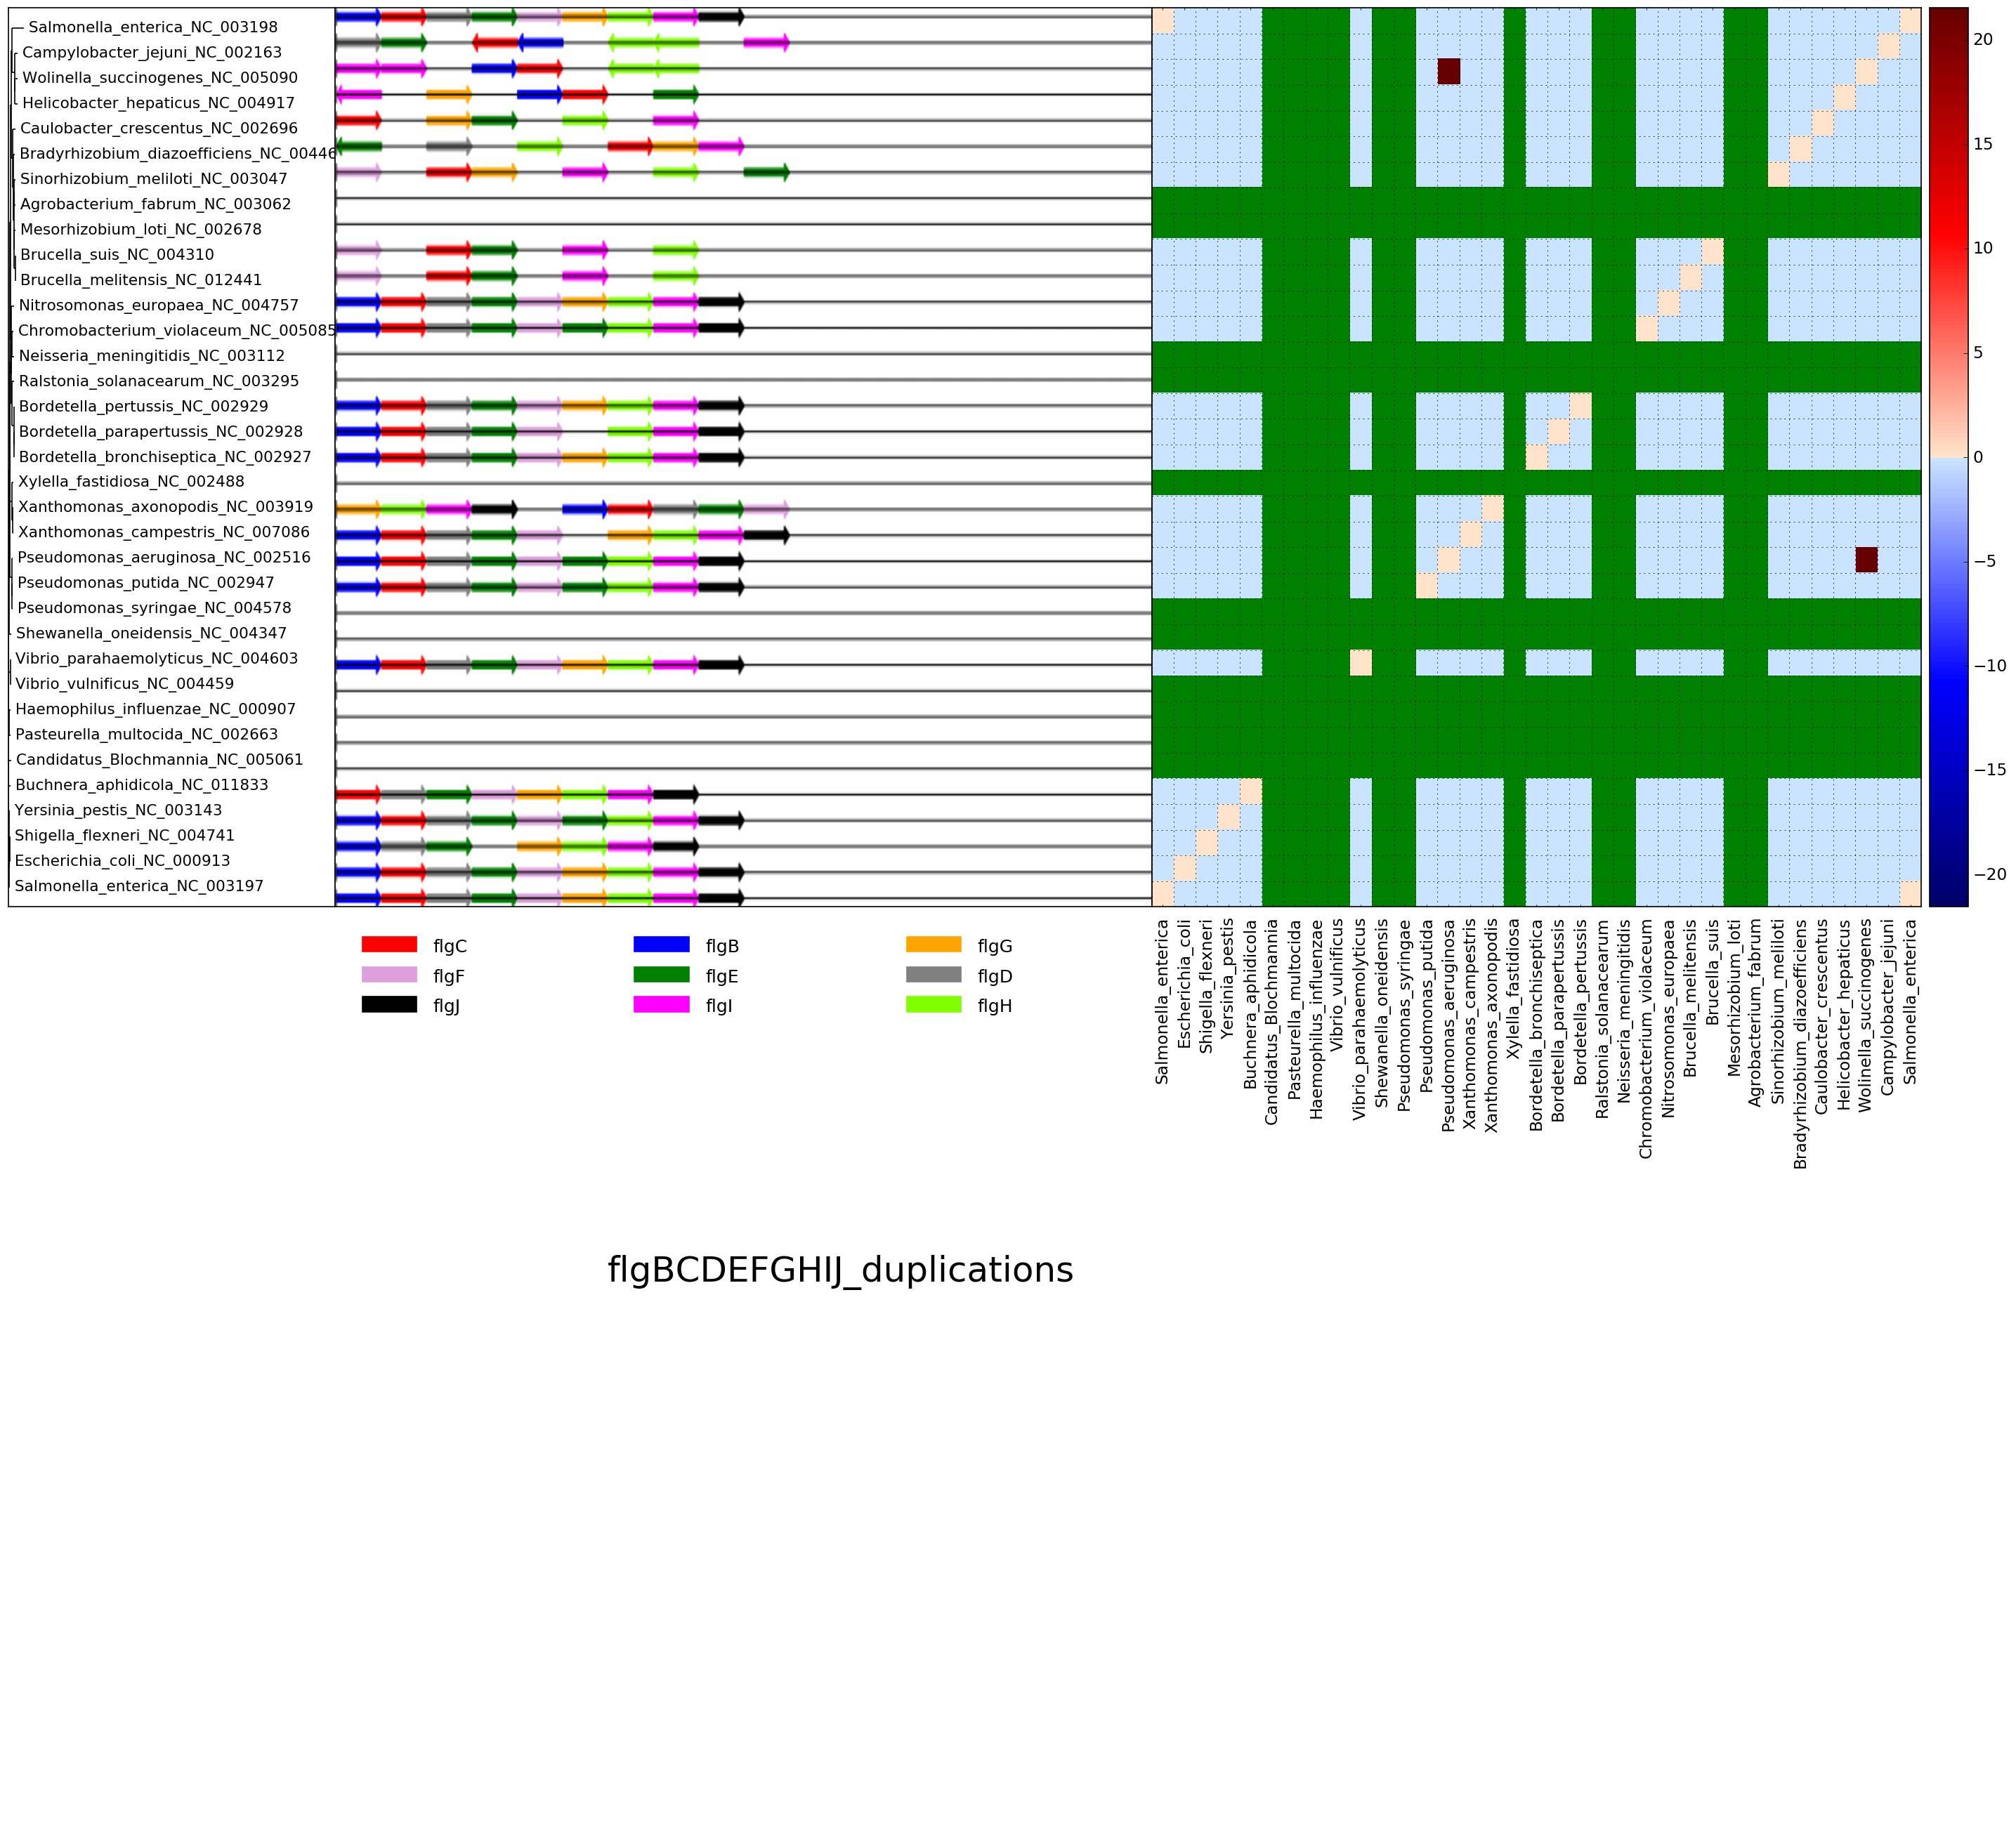 Salmonella_enterica_NC_003198
Campylobacter_jejuni_NC_002163
Wolinella_succinogenes_NC_005090
Helicobacter_hepaticus_NC_004917
Caulobacter_crescentus_NC_002696
Bradyrhizobium_diazoefficiens_NC_00446
Sinorhizobium_meliloti_NC_003047
Agrobacterium_fabrum_NC_003062
Mesorhizobium_loti_NC_002678
Brucella_suis_NC_004310
Brucella_melitensis_NC_012441
Nitrosomonas_europaea_NC_004757
Chromobacterium_violaceum_NC_005085
Neisseria_meningitidis_NC_003112
Ralstonia_solanacearum_NC_003295
Bordetella_pertussis_NC_002929
Bordetella_parapertussis_NC_002928
Bordetella_bronchiseptica_NC_002927
Xylella_fastidiosa_NC_002488
Xanthomonas_axonopodis_NC_003919
Xanthomonas_campestris_NC_007086
Pseudomonas_aeruginosa_NC_002516
Pseudomonas_putida_NC_002947
Pseudomonas_syringae_NC_004578
Shewanella_oneidensis_NC_004347
Vibrio_parahaemolyticus_NC_004603
Vibrio_vulnificus_NC_004459
Haemophilus_influenzae_NC_000907
Pasteurella_multocida_NC_002663
Candidatus_Blochmannia_NC_005061
Buchnera_aphidicola_NC_011833
Yersinia_pestis_NC_003143
Shigella_flexneri_NC_004741
Escherichia_coli_NC_000913
Salmonella_enterica_NC_003197
20
15
10
5
0
−5
−10
−15
−20
Salmonella_enterica
Escherichia_coli
Shigella_flexneri
Yersinia_pestis
Buchnera_aphidicola
Candidatus_Blochmannia
Pasteurella_multocida
Haemophilus_influenzae
Vibrio_vulnificus
Vibrio_parahaemolyticus
Shewanella_oneidensis
Pseudomonas_syringae
Pseudomonas_putida
Pseudomonas_aeruginosa
Xanthomonas_campestris
Xanthomonas_axonopodis
Xylella_fastidiosa
Bordetella_bronchiseptica
Bordetella_parapertussis
Bordetella_pertussis
Ralstonia_solanacearum
Neisseria_meningitidis
Chromobacterium_violaceum
Nitrosomonas_europaea
Brucella_melitensis
Brucella_suis
Mesorhizobium_loti
Agrobacterium_fabrum
Sinorhizobium_meliloti
Bradyrhizobium_diazoefficiens
Caulobacter_crescentus
Helicobacter_hepaticus
Wolinella_succinogenes
Campylobacter_jejuni
Salmonella_enterica
flgC flgB flgG
flgF flgE flgD
flgJ flgI flgH
flgBCDEFGHIJ_duplications